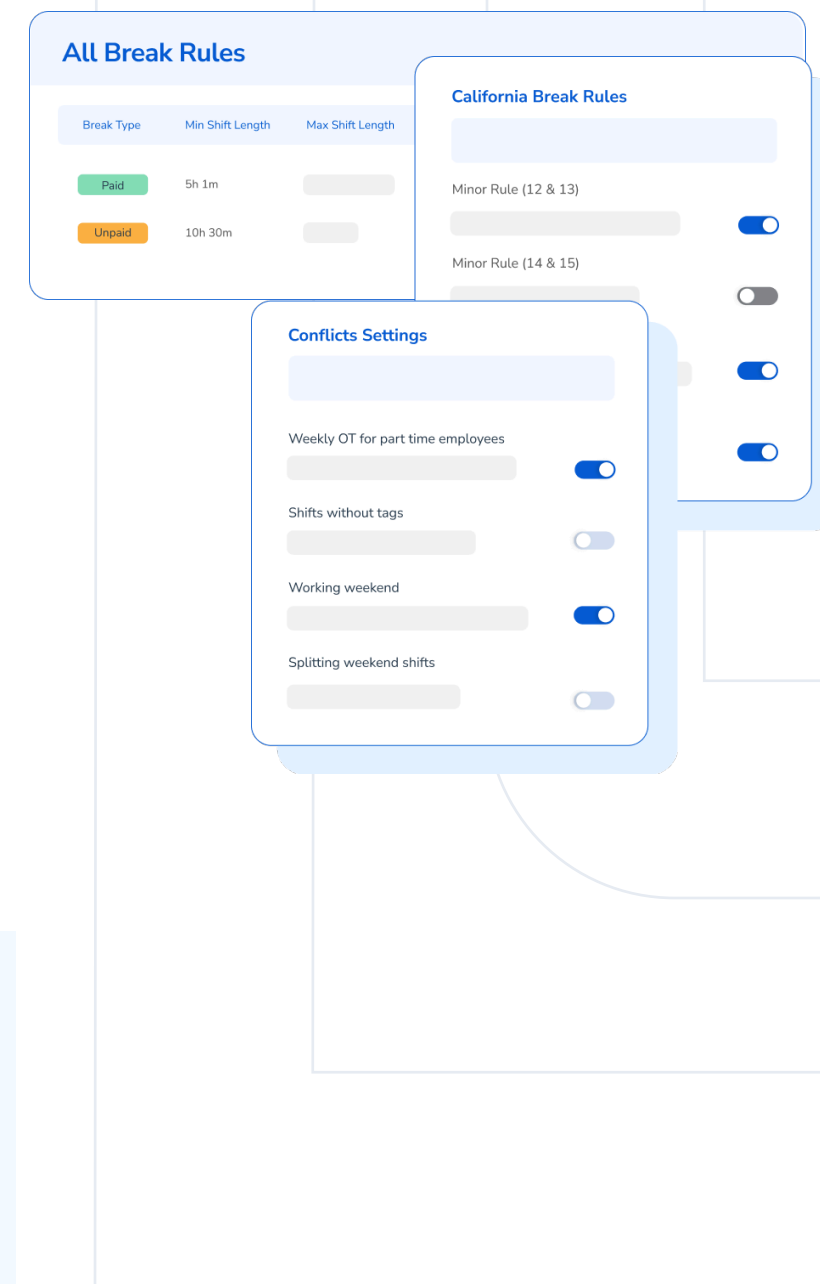 All Break Rules
Break Type Min Shift Length Max Shift Length
Paid 5h 1m
Unpaid 10h 30m
California Break Rules
Minor Rule (12 & 13)
Minor Rule (14 & 15)
Conflicts Settings
Weekly OT for part time employees
Shifts without tags
Working weekend
Splitting weekend shifts